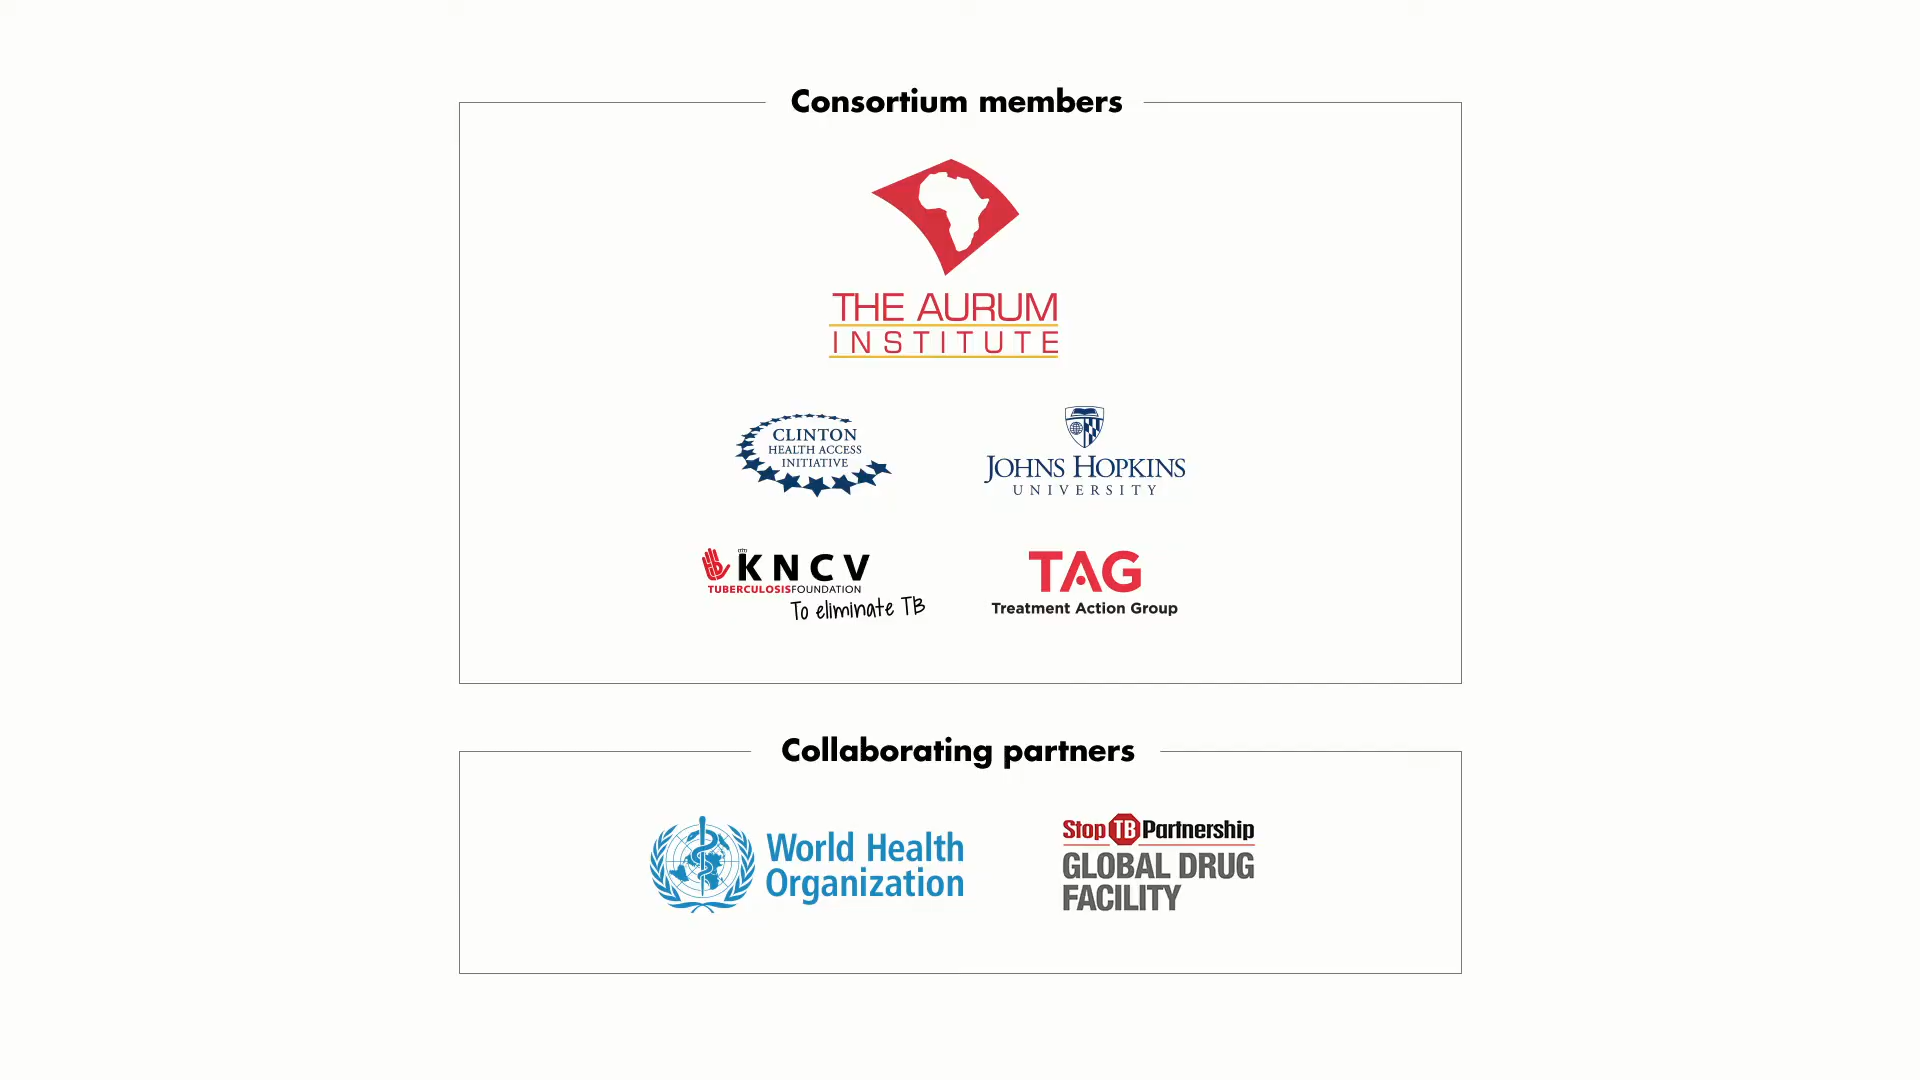 Consortium members
THE AURUM
INSTITUTE
CLINTON
HEALTH ACCESS
INITIATIVE
JOHNS HOPKINS
UNIVERSITY
KNCV
TUBERCULOSISFOUNDATION
To eliminate TB
TAG
Treatment Action Group
Collaborating partners
World Health
Organization
Stop TB Partnership
GLOBAL DRUG
FACILITY